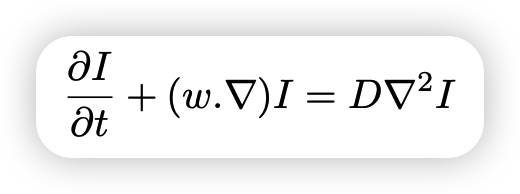 ∂I/∂t + (w.∇)I = D∇²I